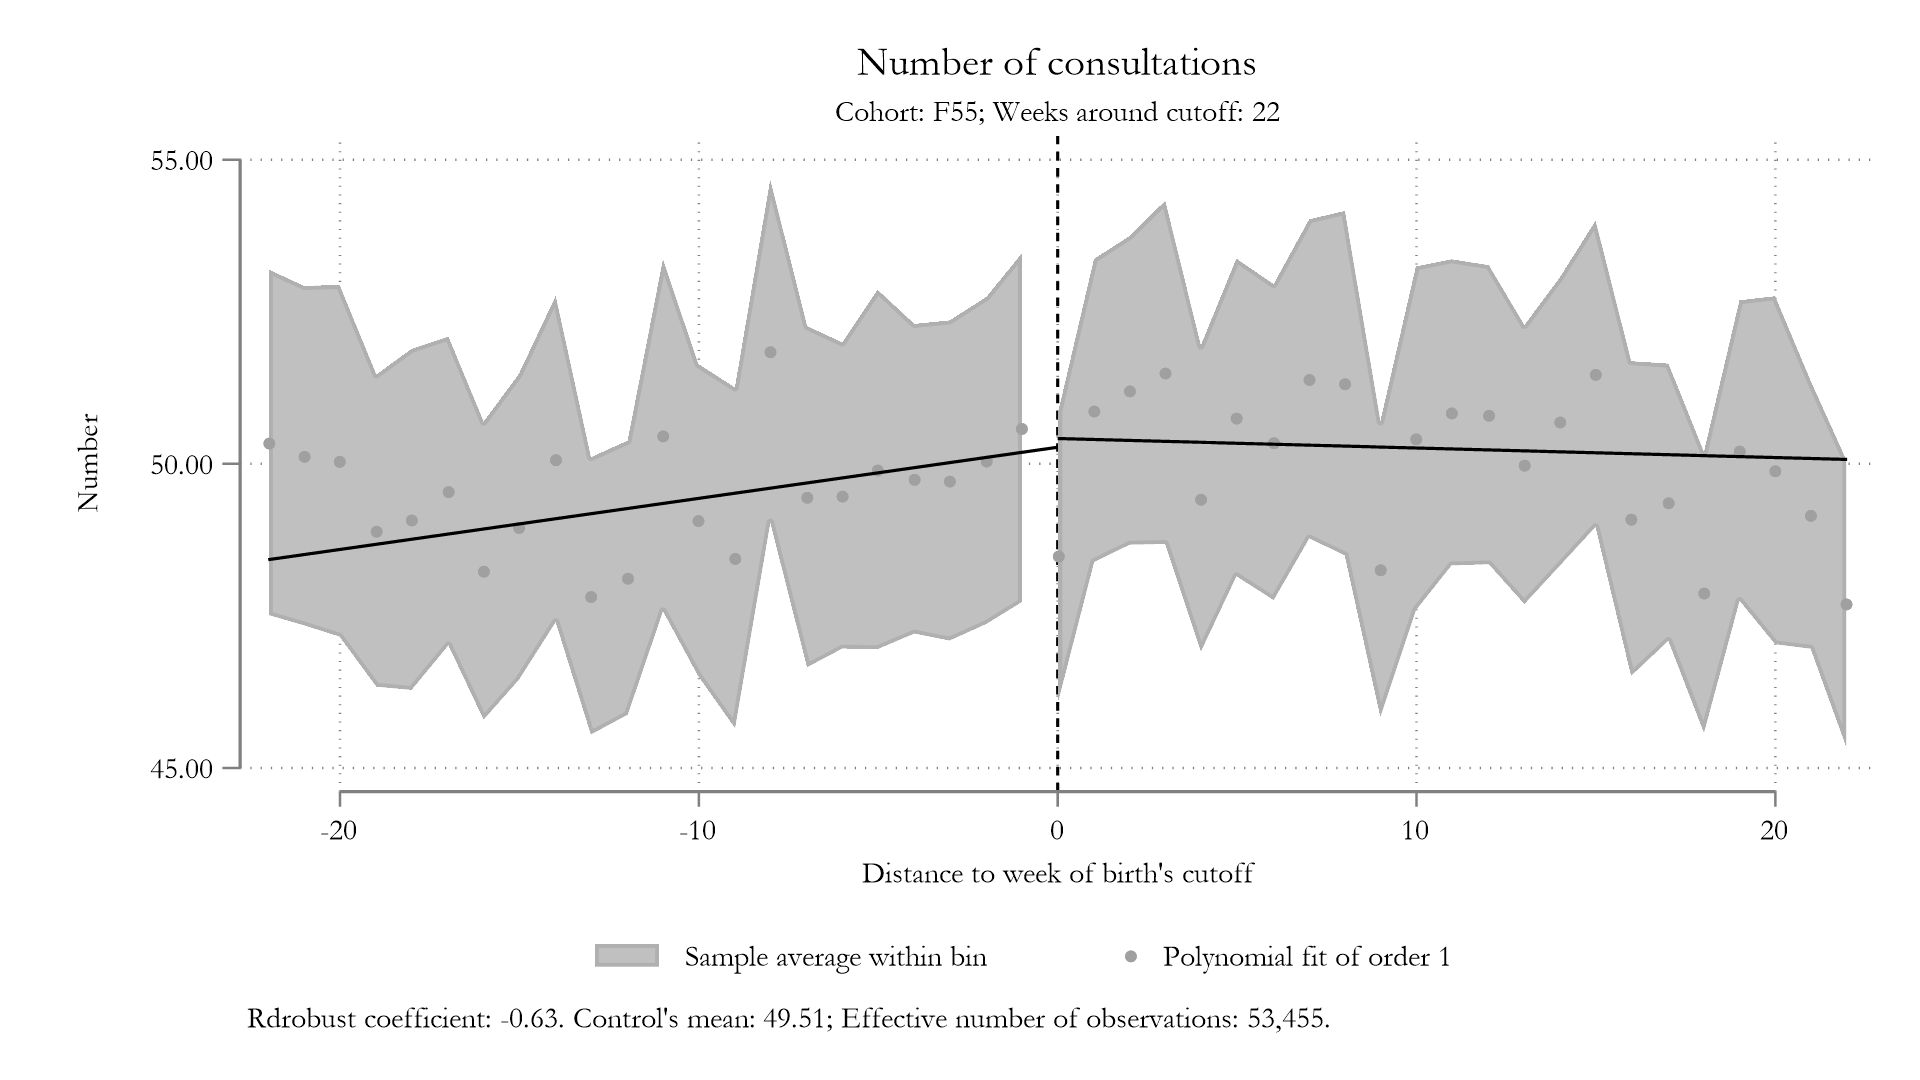 Number of consultations
Cohort: F55; Weeks around cutoff: 22
55.00
50.00
45.00
Number
-20 -10 0 10 20
Distance to week of birth's cutoff
Sample average within bin Polynomial fit of order 1
Rdrobust coefficient: -0.63. Control's mean: 49.51; Effective number of observations: 53,455.